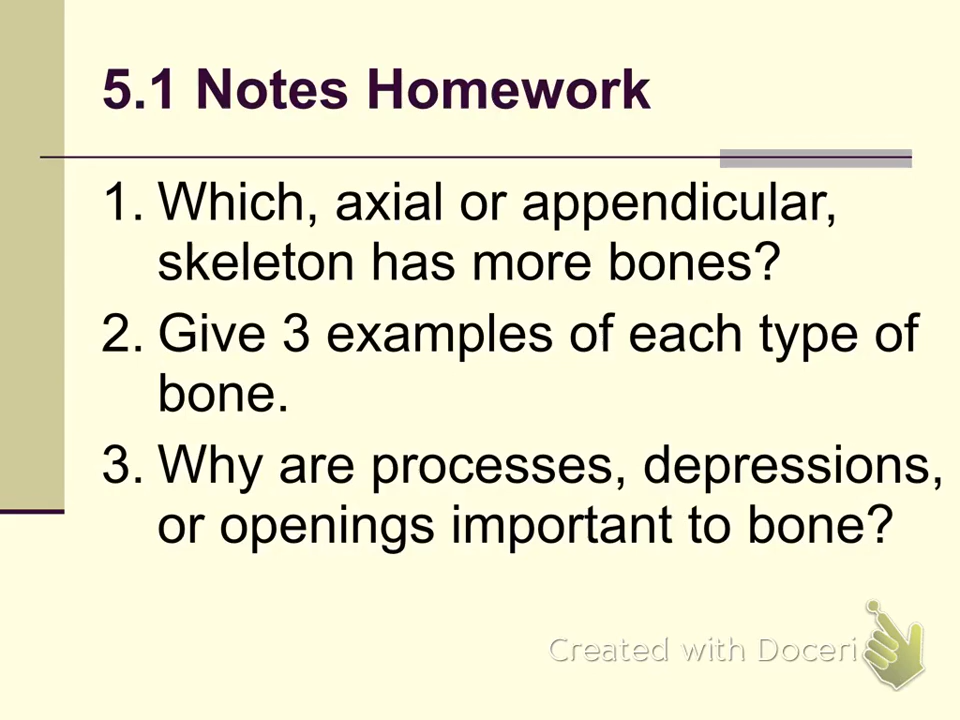 5.1 Notes Homework
1. Which, axial or appendicular,
skeleton has more bones?
2. Give 3 examples of each type of
bone.
3. Why are processes, depressions,
or openings important to bone?
Created with Doceri